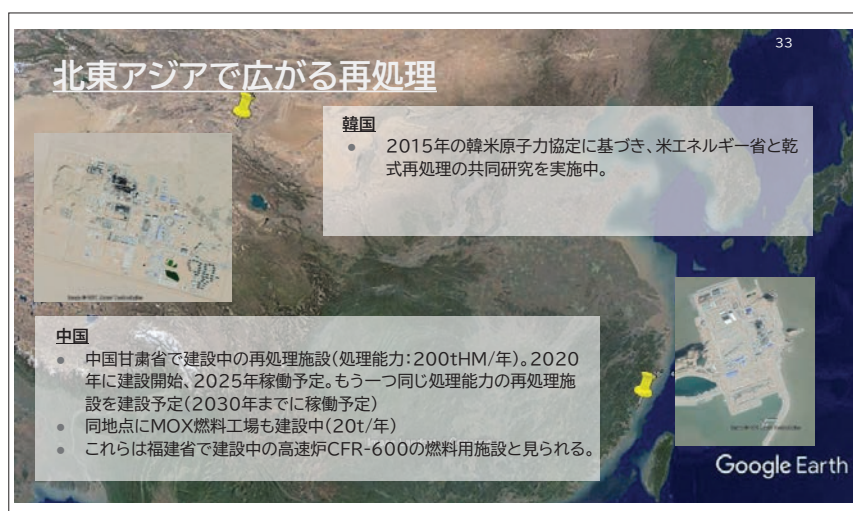 33
北東アジアで広がる再処理
韓国
● 2015年の韓米原子力協定に基づき、米エネルギー省と乾
式再処理の共同研究を実施中。
中国
● 中国甘粛省で建設中の再処理施設(処理能力:200tHM/年)。2020
年に建設開始、2025年稼働予定。もう一つ同じ処理能力の再処理施
設を建設予定(2030年までに稼働予定)
● 同地点にMOX燃料工場も建設中(20t/年)
● これらは福建省で建設中の高速炉CFR-600の燃料用施設と見られる。
Google Earth